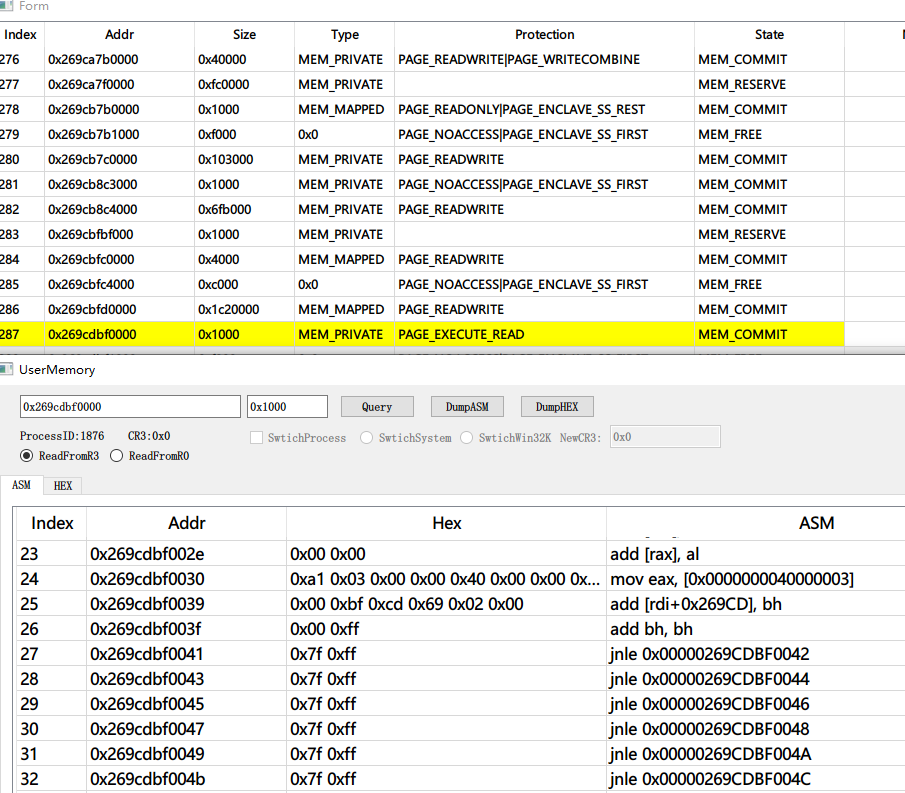 Form
Index Addr Size Type Protection State
276 0x269ca7b0000 0x40000 MEM_PRIVATE PAGE_READWRITE|PAGE_WRITECOMBINE MEM_COMMIT
277 0x269ca7f0000 0xfc0000 MEM_PRIVATE MEM_RESERVE
278 0x269cb7b0000 0x1000 MEM_MAPPED PAGE_READONLY|PAGE_ENCLAVE_SS_REST MEM_COMMIT
279 0x269cb7b1000 0xf000 0x0 PAGE_NOACCESS|PAGE_ENCLAVE_SS_FIRST MEM_FREE
280 0x269cb7c0000 0x103000 MEM_PRIVATE PAGE_READWRITE MEM_COMMIT
281 0x269cb8c3000 0x1000 MEM_PRIVATE PAGE_NOACCESS|PAGE_ENCLAVE_SS_FIRST MEM_COMMIT
282 0x269cb8c4000 0x6fb000 MEM_PRIVATE PAGE_READWRITE MEM_COMMIT
283 0x269cbfbf000 0x1000 MEM_PRIVATE MEM_RESERVE
284 0x269cbfc0000 0x4000 MEM_MAPPED PAGE_READWRITE MEM_COMMIT
285 0x269cbfc4000 0xc000 0x0 PAGE_NOACCESS|PAGE_ENCLAVE_SS_FIRST MEM_FREE
286 0x269cbfd0000 0x1c20000 MEM_MAPPED PAGE_READWRITE MEM_COMMIT
287 0x269cdbf0000 0x1000 MEM_PRIVATE PAGE_EXECUTE_READ MEM_COMMIT
UserMemory
0x269cdbf0000 0x1000 Query DumpASM DumpHEX
ProcessID:1876 CR3:0x0 SwtichProcess SwtichSystem SwtichWin32K NewCR3: 0x0
ReadFromR3 ReadFromR0
ASM HEX
Index Addr Hex ASM
23 0x269cdbf002e 0x00 0x00 add [rax], al
24 0x269cdbf0030 0xa1 0x03 0x00 0x00 0x40 0x00 0x00 0x... mov eax, [0x0000000040000003]
25 0x269cdbf0039 0x00 0xbf 0xcd 0x69 0x02 0x00 add [rdi+0x269CD], bh
26 0x269cdbf003f 0x00 0xff add bh, bh
27 0x269cdbf0041 0x7f 0xff jnle 0x00000269CDBF0042
28 0x269cdbf0043 0x7f 0xff jnle 0x00000269CDBF0044
29 0x269cdbf0045 0x7f 0xff jnle 0x00000269CDBF0046
30 0x269cdbf0047 0x7f 0xff jnle 0x00000269CDBF0048
31 0x269cdbf0049 0x7f 0xff jnle 0x00000269CDBF004A
32 0x269cdbf004b 0x7f 0xff jnle 0x00000269CDBF004C